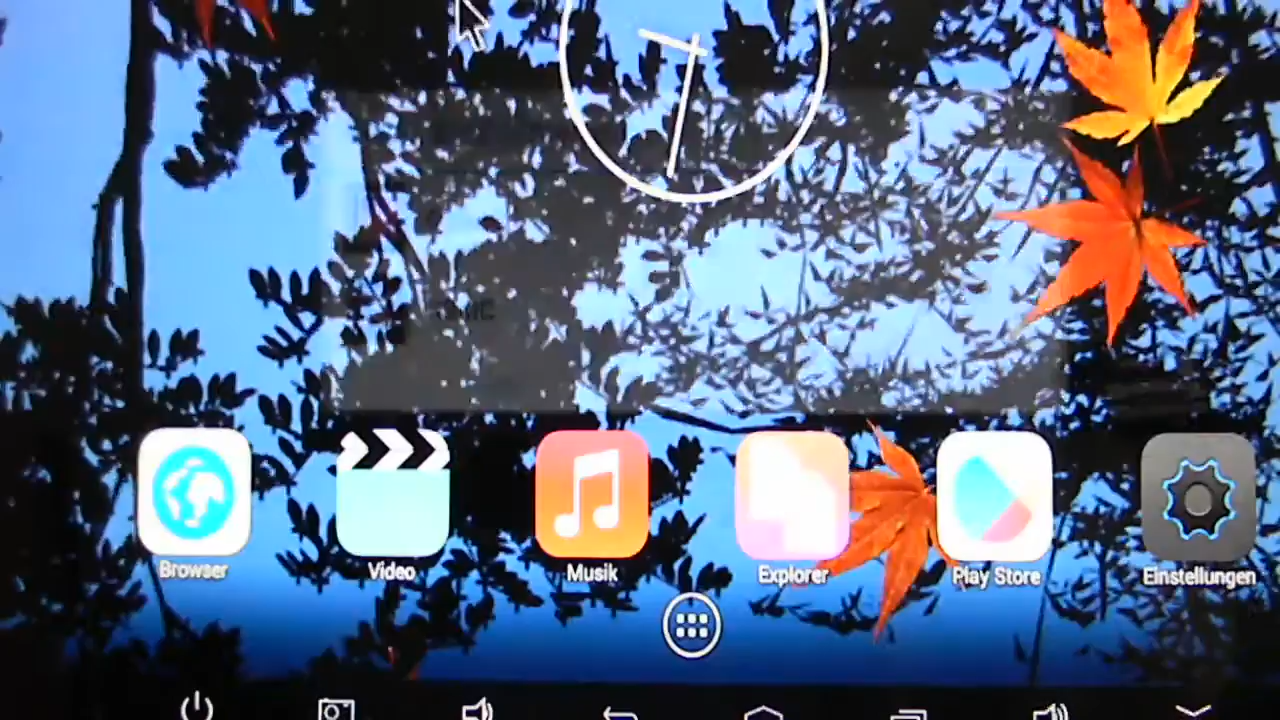 Browser
Video
Musik
Explorer
Play Store
Einstellungen